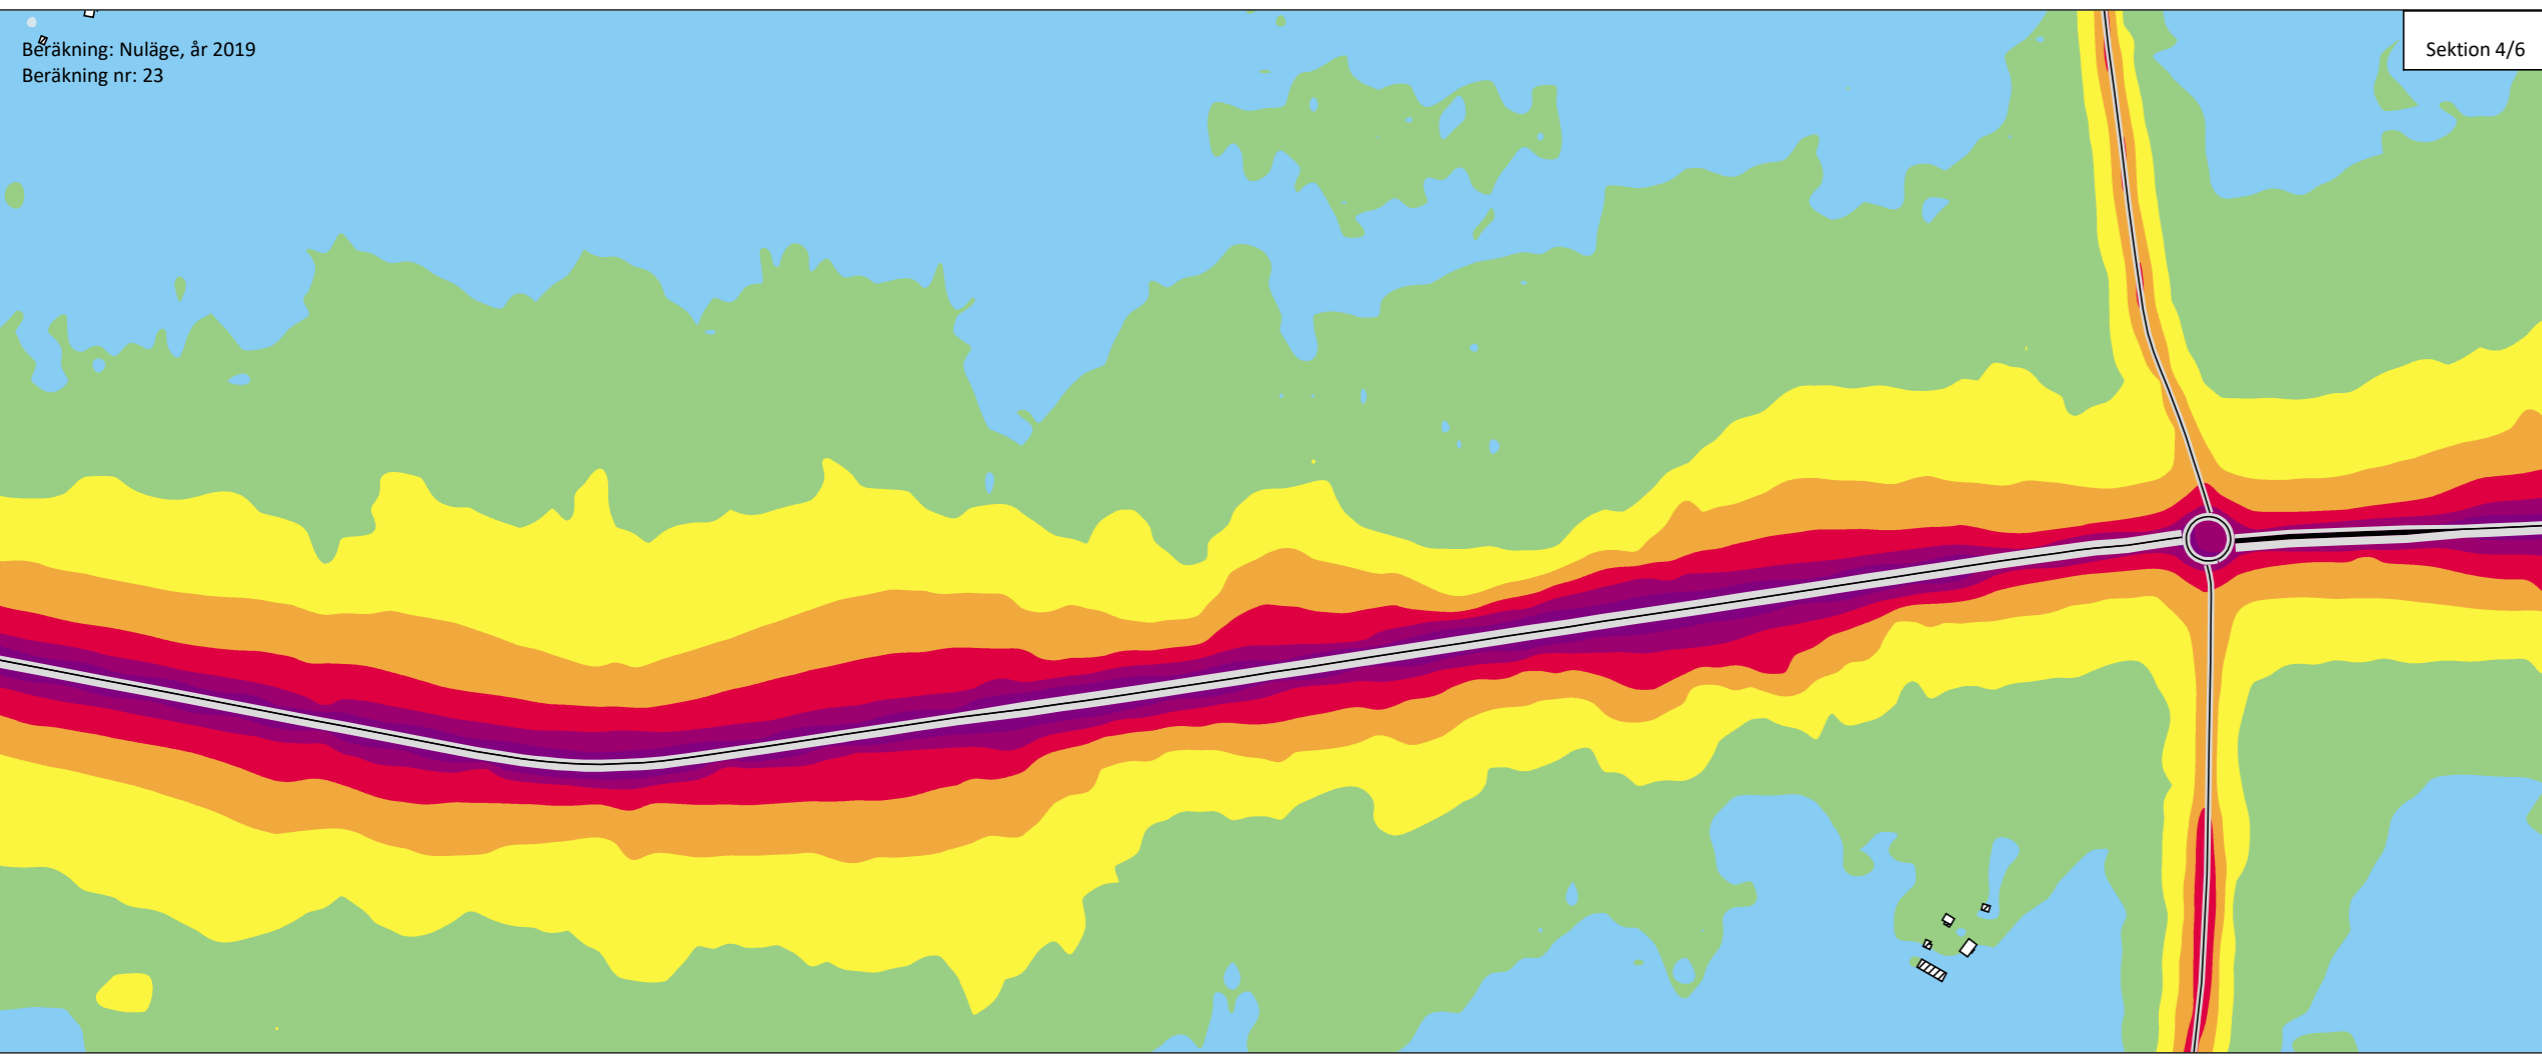 Beräkning: Nuläge, år 2019
Beräkning nr: 23
Sektion 4/6